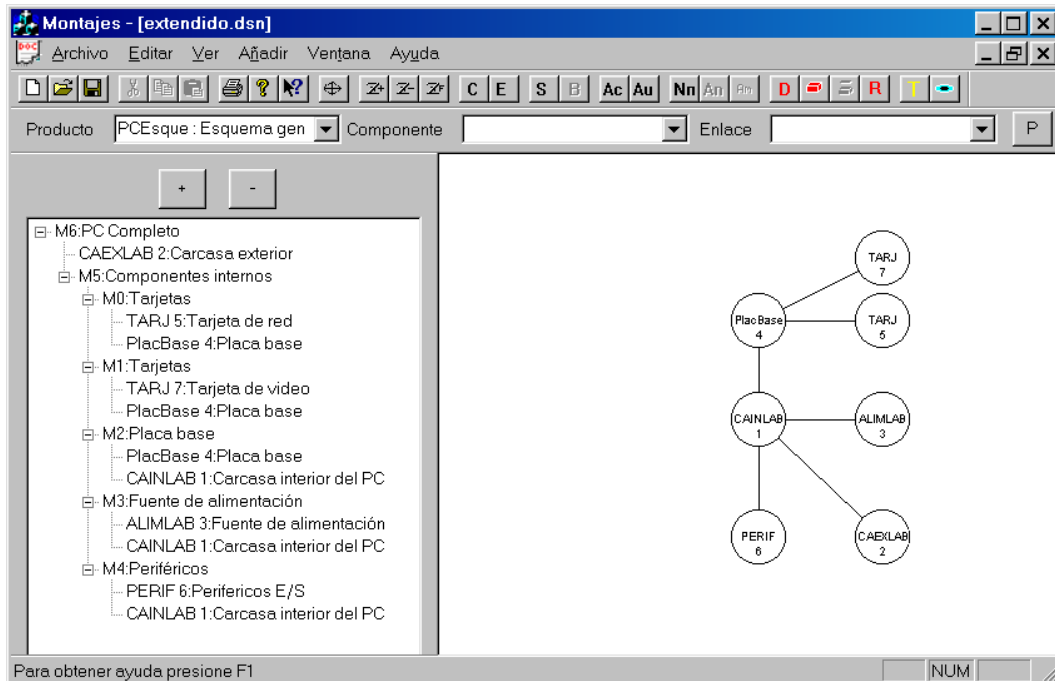 Montajes - [extendido.dsn]
DOC Archivo Editar Ver Añadir Ventana Ayuda
Z+ Z- ZF C E S B Ac Au Nn An Am D R T
Producto PCEsque : Esquema gen Componente Enlace P
+ -
M6:PC Completo
CAEXLAB 2:Carcasa exterior
M5:Componentes internos
M0:Tarjetas
TARJ 5:Tarjeta de red
PlacBase 4:Placa base
M1:Tarjetas
TARJ 7:Tarjeta de video
PlacBase 4:Placa base
M2:Placa base
PlacBase 4:Placa base
CAINLAB 1:Carcasa interior del PC
M3:Fuente de alimentación
ALIMLAB 3:Fuente de alimentación
CAINLAB 1:Carcasa interior del PC
M4:Periféricos
PERIF 6:Perifericos E/S
CAINLAB 1:Carcasa interior del PC
TARJ
7
PlacBase
4
TARJ
5
CAINLAB
1
ALIMLAB
3
PERIF
6
CAEXLAB
2
Para obtener ayuda presione F1
NUM